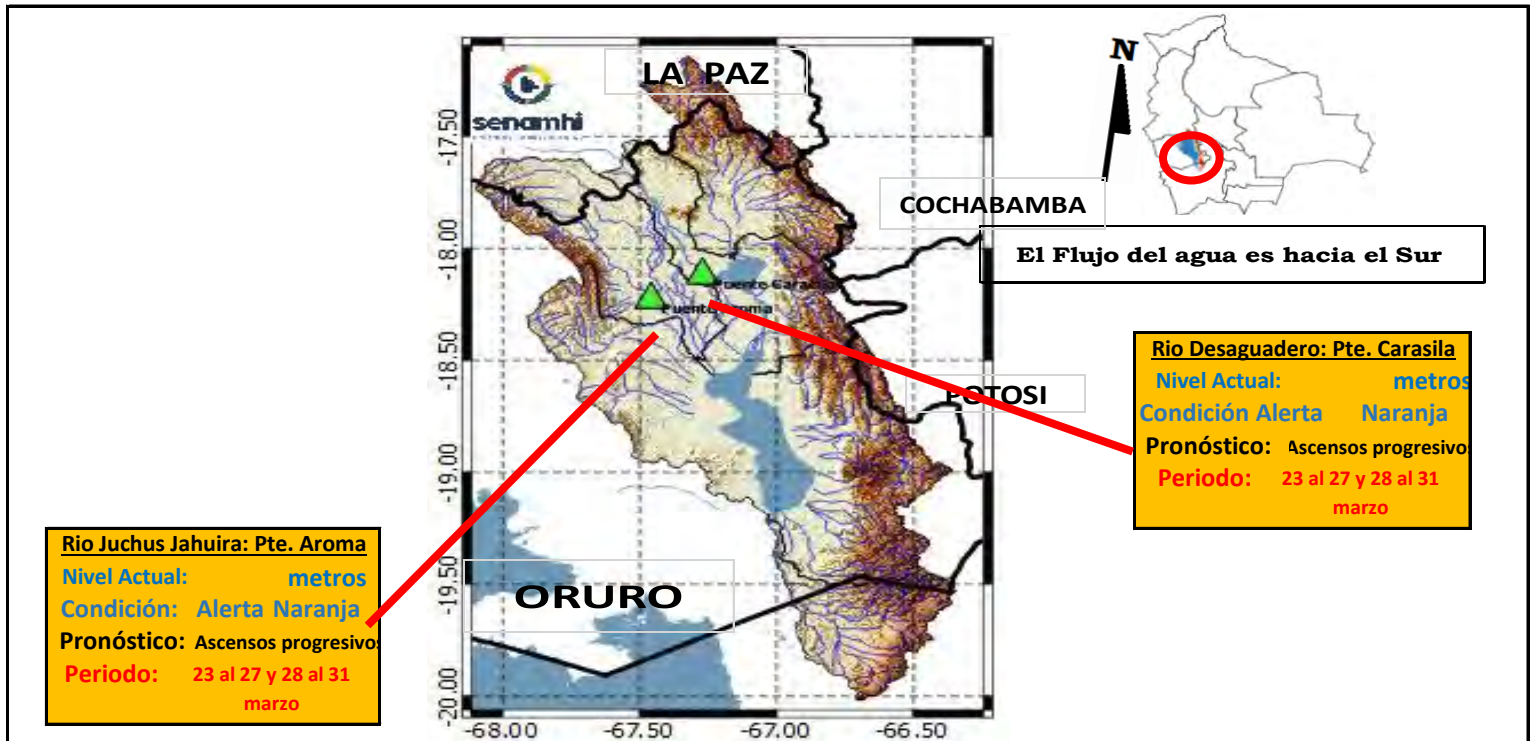 LA PAZ
senamhi
N
COCHABAMBA
El Flujo del agua es hacia el Sur
-17.50
-18.00
-18.50
-19.00
-19.50
-20.00
Puente
Puente
POTOSI
Rio Desaguadero: Pte. Carasila
Nivel Actual: metros
Condición Alerta Naranja
Pronóstico: Ascensos progresivo
Periodo: 23 al 27 y 28 al 31
marzo
Rio Juchus Jahuira: Pte. Aroma
Nivel Actual: metros
Condición: Alerta Naranja
Pronóstico: Ascensos progresivo
Periodo: 23 al 27 y 28 al 31
marzo
ORURO
-68.00 -67.50 -67.00 -66.50